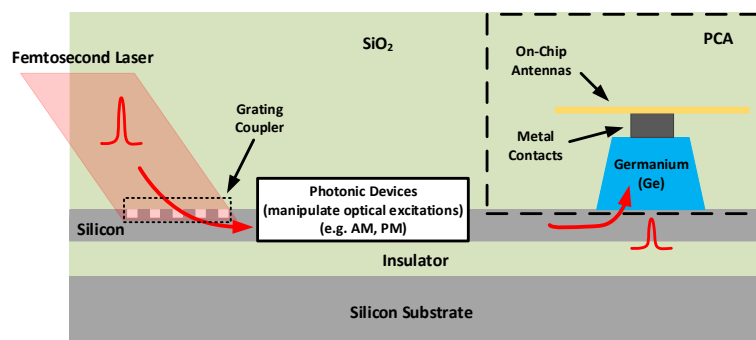 SiO₂
PCA
Femtosecond Laser
On-Chip
Antennas
Grating
Coupler
Metal
Contacts
Germanium
(Ge)
Photonic Devices
(manipulate optical excitations)
(e.g. AM, PM)
Silicon
Insulator
Silicon Substrate